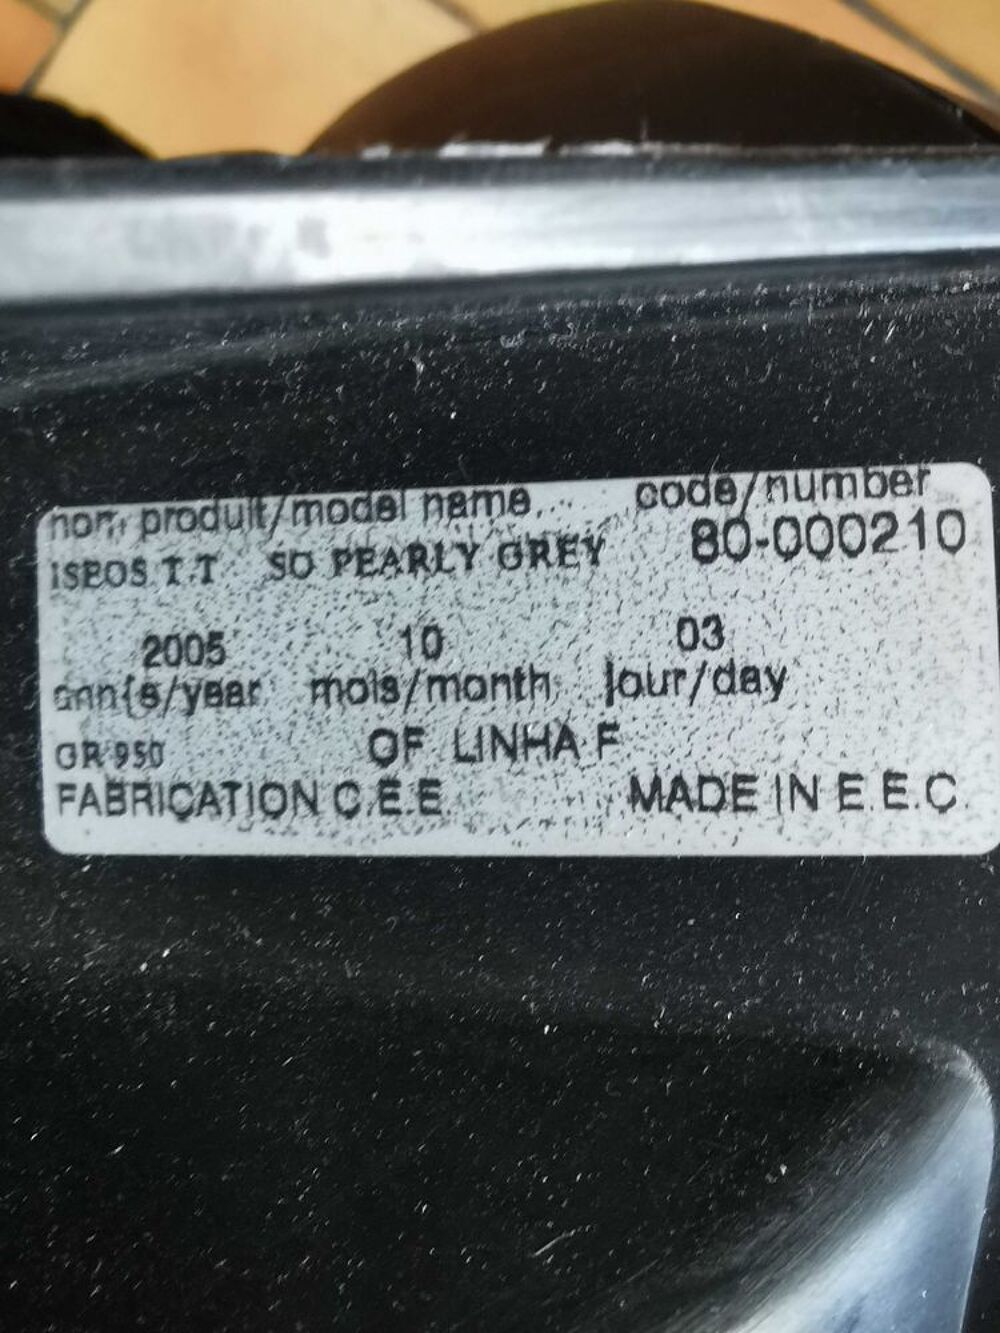 nom produit/model name code/number
ISEOS T.T SO PEARLY GREY 80-000210
2005 10 03
année/year mois/month jour/day
GR 950 OF LINHA F
FABRICATION C.E.E. MADE IN E.E.C.